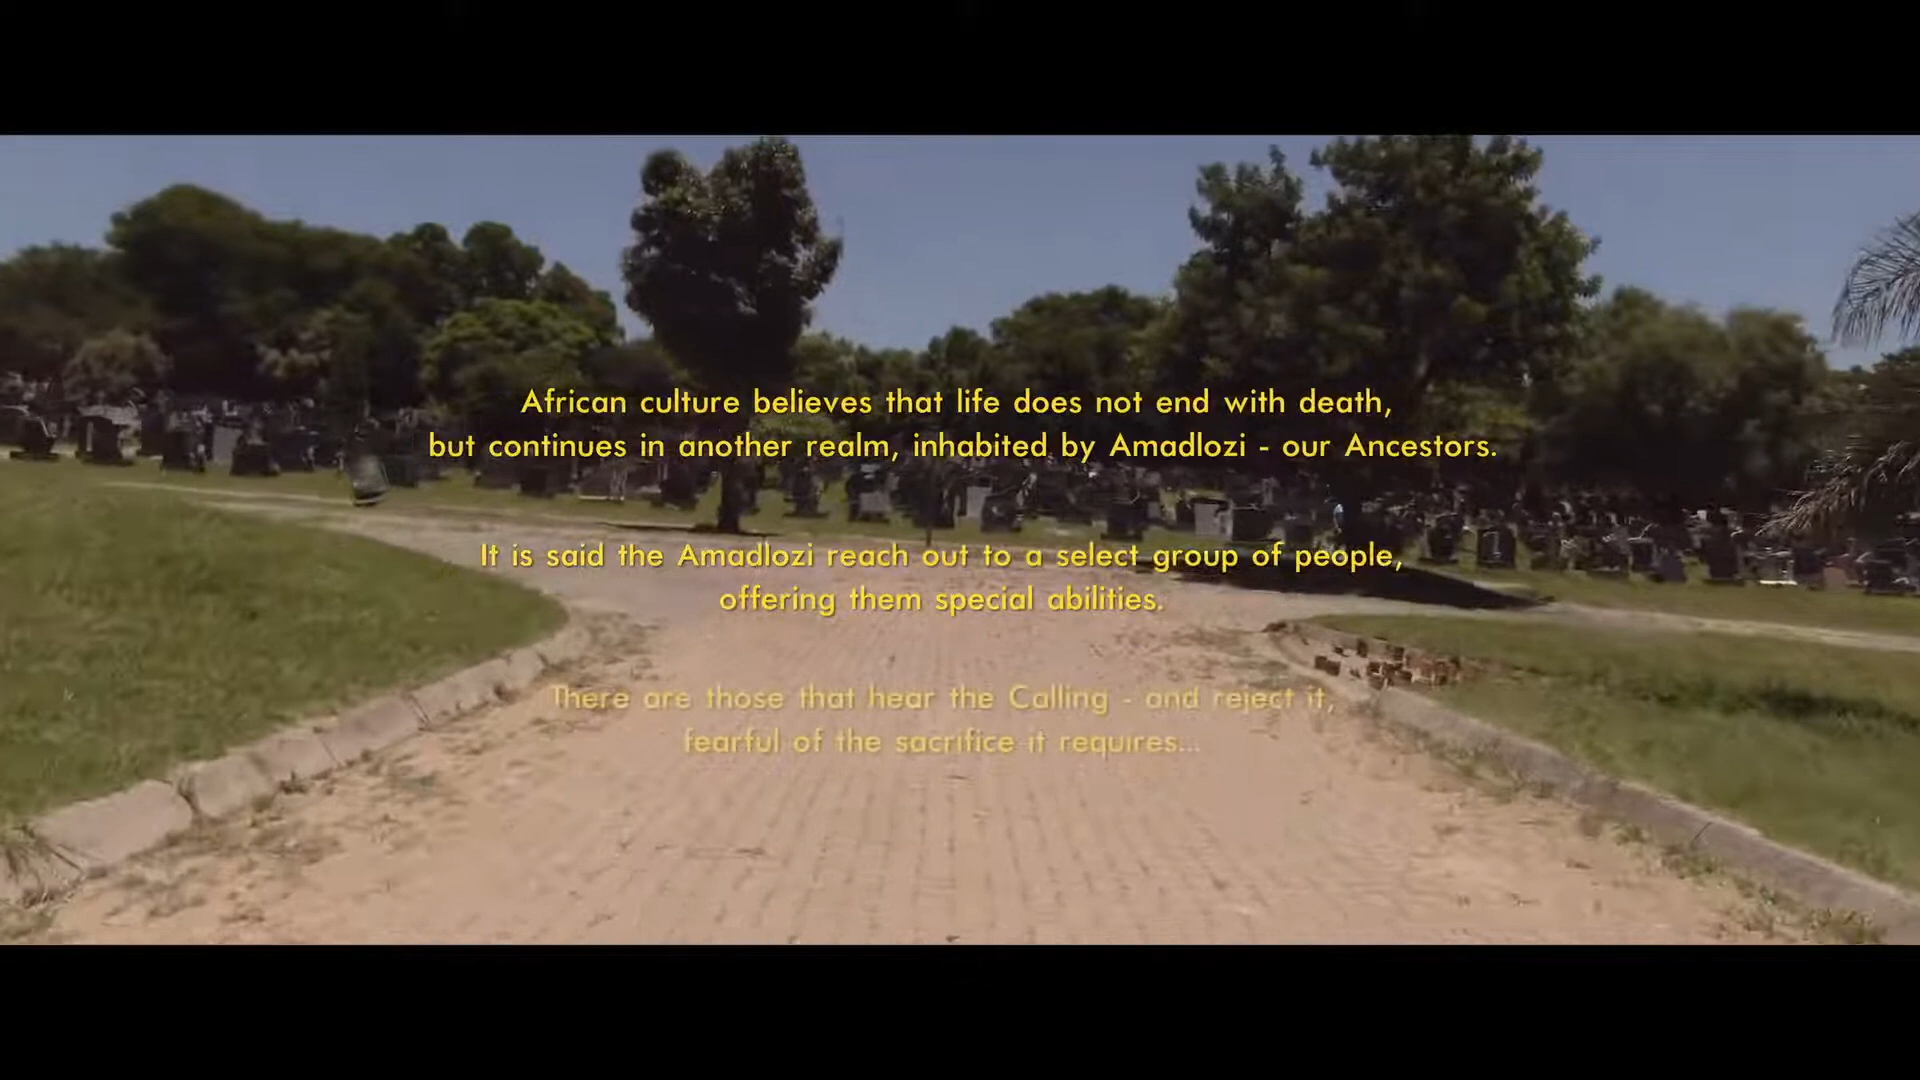 African culture believes that life does not end with death,
but continues in another realm, inhabited by Amadlozi - our Ancestors.
It is said the Amadlozi reach out to a select group of people,
offering them special abilities.
There are those that hear the Calling - and reject it,
fearful of the sacrifice it requires...